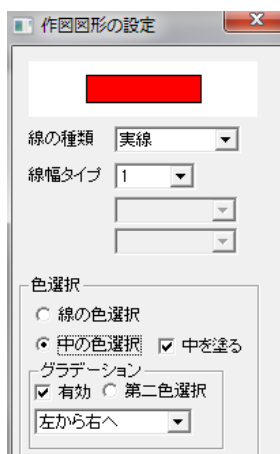 作図図形の設定
線の種類 実線
線幅タイプ 1
色選択
線の色選択
中の色選択 中を塗る
グラデーション
有効 第二色選択
左から右へ